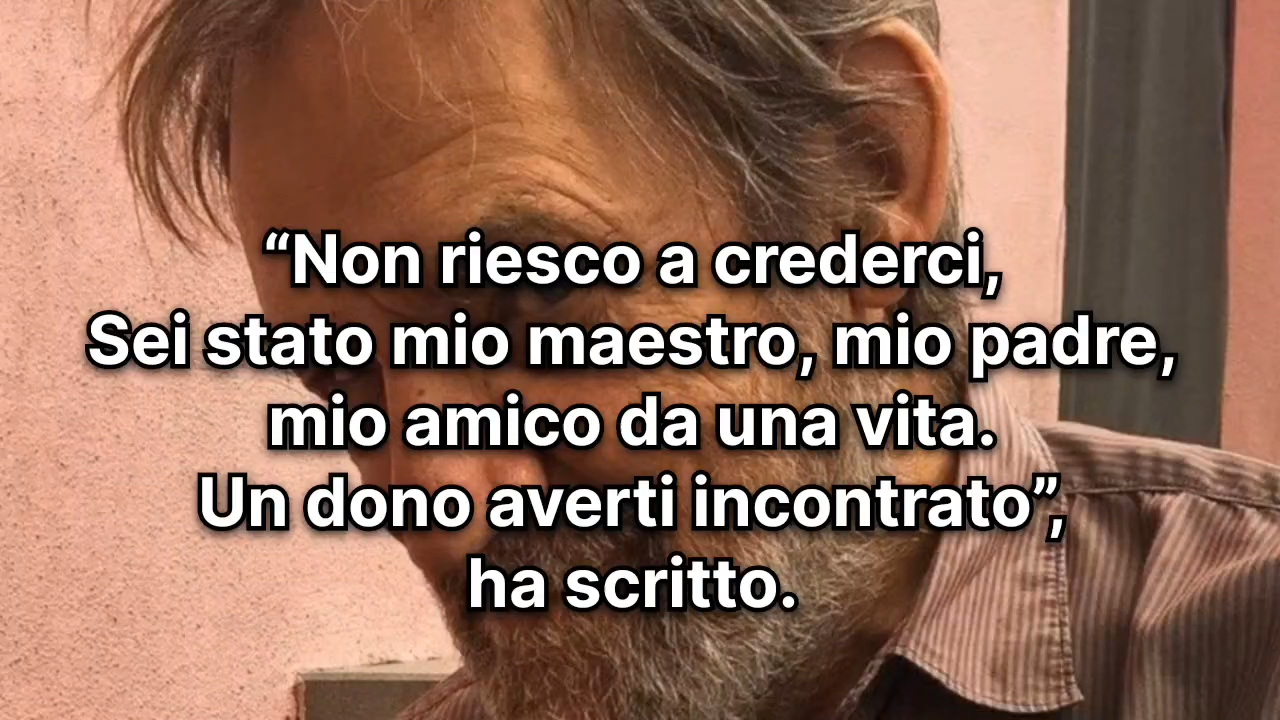 “Non riesco a crederci,
Sei stato mio maestro, mio padre,
mio amico da una vita.
Un dono averti incontrato”,
ha scritto.